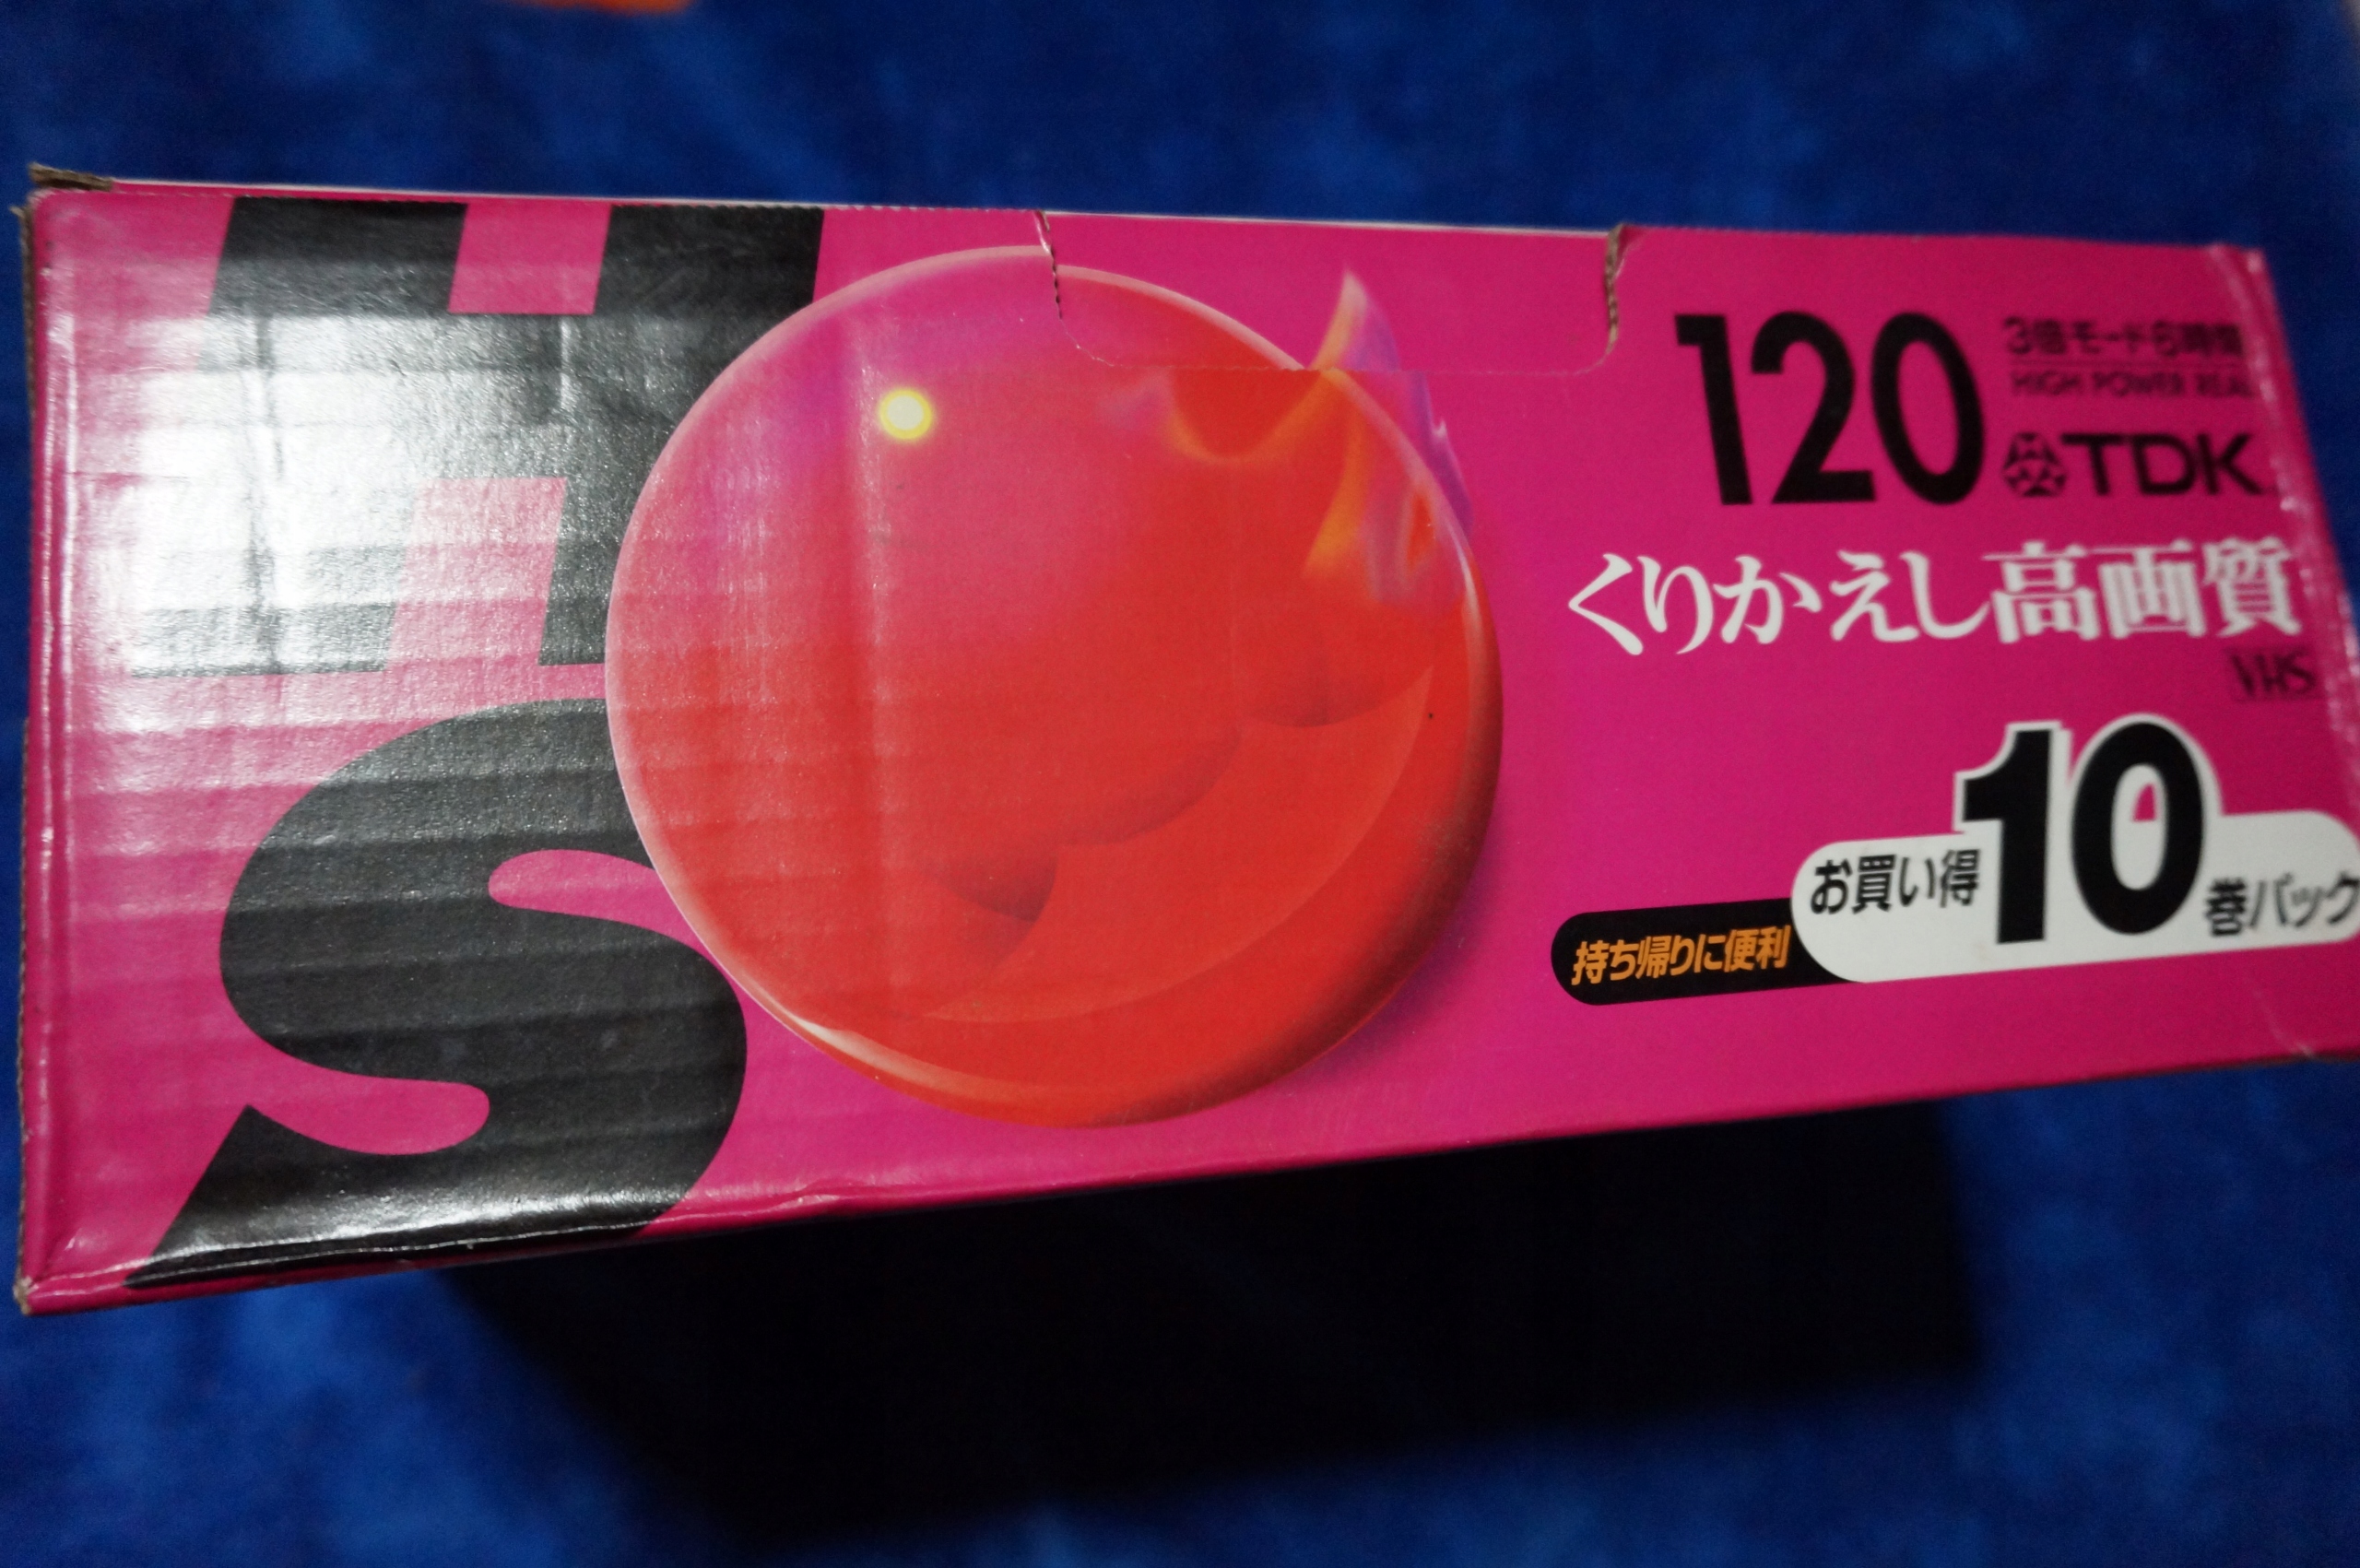 HS
120
3倍モード6時間
HIGH POWER REAL
TDK
くりかえし高画質
VHS
お買い得10巻パック
持ち帰りに便利